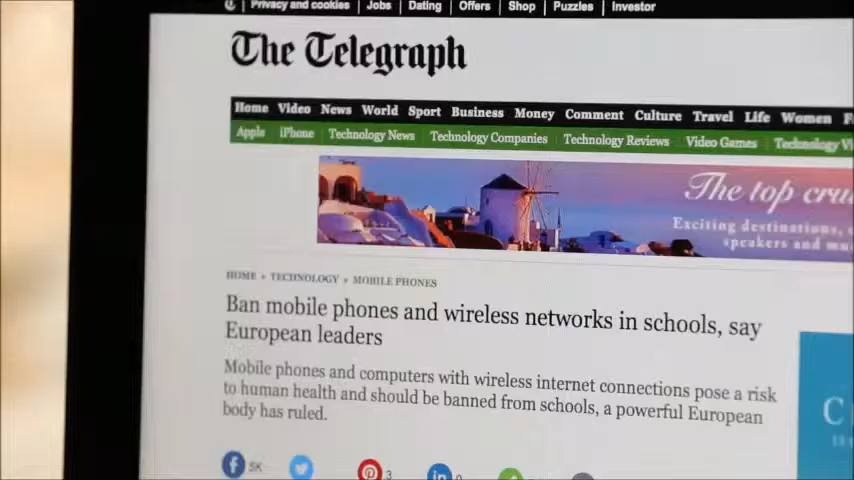 Privacy and cookies Jobs Dating Offers Shop Puzzles Investor
The Telegraph
Home Video News World Sport Business Money Comment Culture Travel Life Women
Apple iPhone Technology News Technology Companies Technology Reviews Video Games
The top
Exciting destinations,
speakers and
HOME » TECHNOLOGY » MOBILE PHONES
Ban mobile phones and wireless networks in schools, say
European leaders
Mobile phones and computers with wireless internet connections pose a risk
to human health and should be banned from schools, a powerful European
body has ruled.
5K 3 0